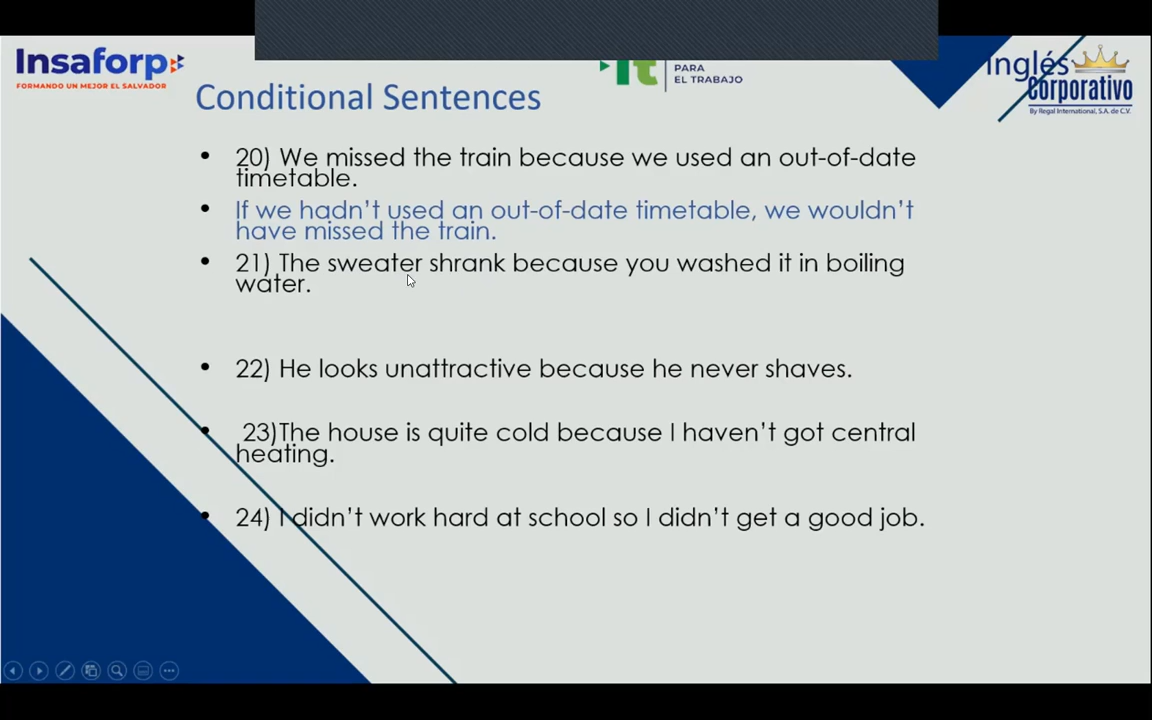 Insaforp
FORMANDO UN MEJOR EL SALVADOR
PARA
EL TRABAJO
Inglés
Corporativo
By Regal International, S.A. de C.V.
Conditional Sentences
• 20) We missed the train because we used an out-of-date
timetable.
• If we hadn't used an out-of-date timetable, we wouldn't
have missed the train.
• 21) The sweater shrank because you washed it in boiling
water.
• 22) He looks unattractive because he never shaves.
• 23)The house is quite cold because I haven't got central
heating.
• 24) I didn't work hard at school so I didn't get a good job.